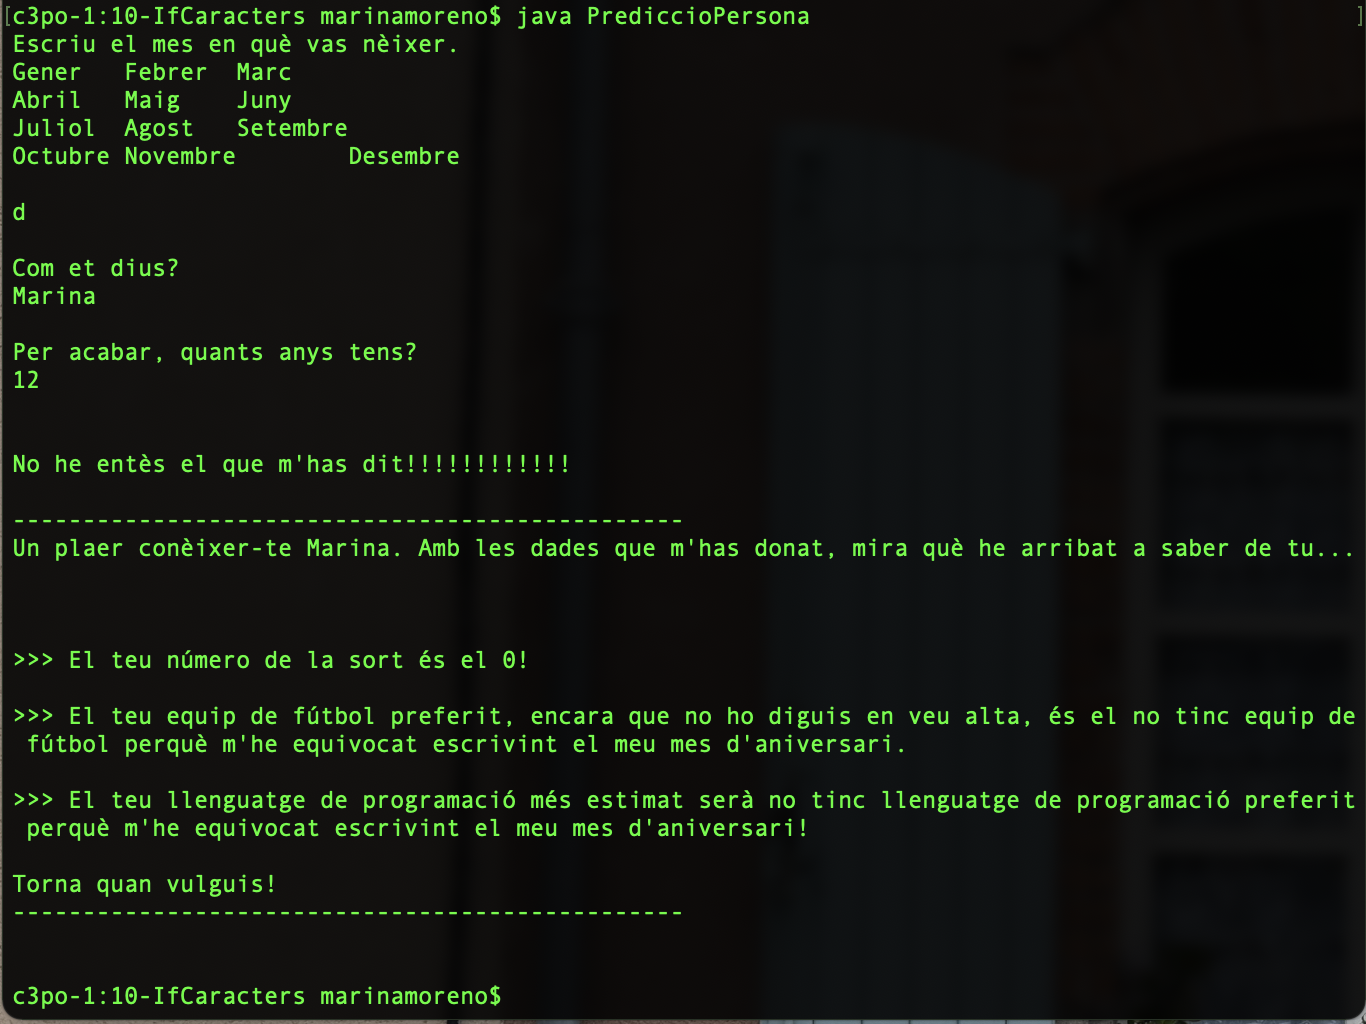 [c3po-1:10-IfCaracters marinamoreno$ java PrediccioPersona ]
Escriu el mes en què vas nèixer.
Gener   Febrer  Marc
Abril   Maig    Juny
Juliol  Agost   Setembre
Octubre Novembre        Desembre
d
Com et dius?
Marina
Per acabar, quants anys tens?
12
No he entès el que m'has dit!!!!!!!!!!!!
------------------------------------------------
Un plaer conèixer-te Marina. Amb les dades que m'has donat, mira què he arribat a saber de tu...
>>> El teu número de la sort és el 0!
>>> El teu equip de fútbol preferit, encara que no ho diguis en veu alta, és el no tinc equip de
 fútbol perquè m'he equivocat escrivint el meu mes d'aniversari.
>>> El teu llenguatge de programació més estimat serà no tinc llenguatge de programació preferit
 perquè m'he equivocat escrivint el meu mes d'aniversari!
Torna quan vulguis!
------------------------------------------------
c3po-1:10-IfCaracters marinamoreno$